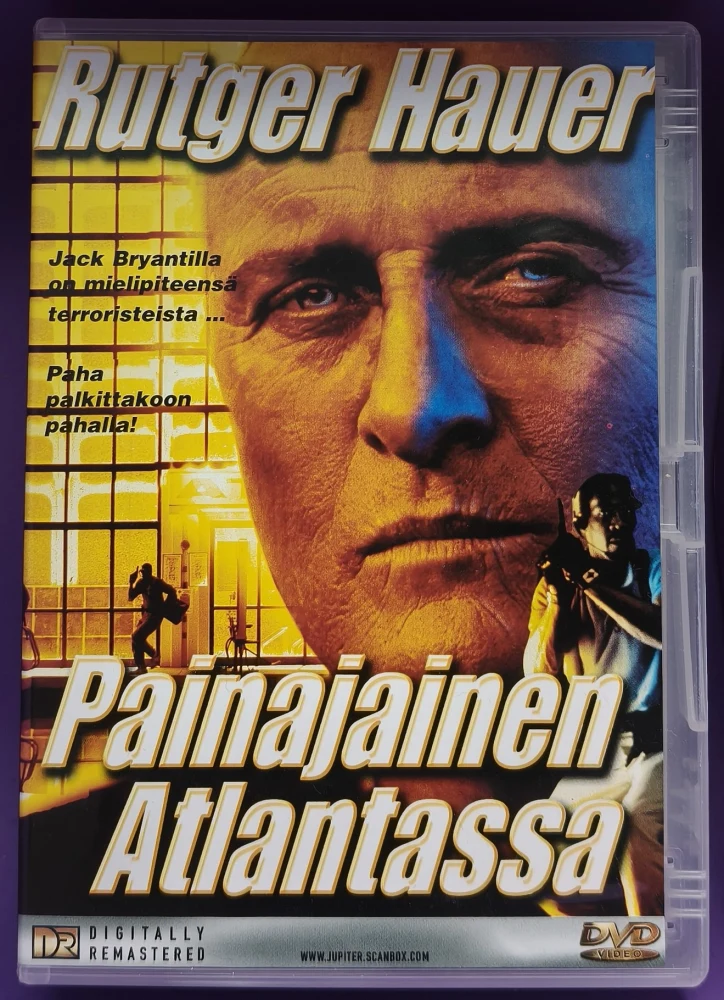 Rutger Hauer
Jack Bryantilla
on mielipiteensä
terroristeista ...
Paha
palkittakoon
pahalla!
Painajainen
Atlantassa
DR DIGITALLY
REMASTERED
WWW.JUPITER.SCANBOX.COM
DVD
VIDEO